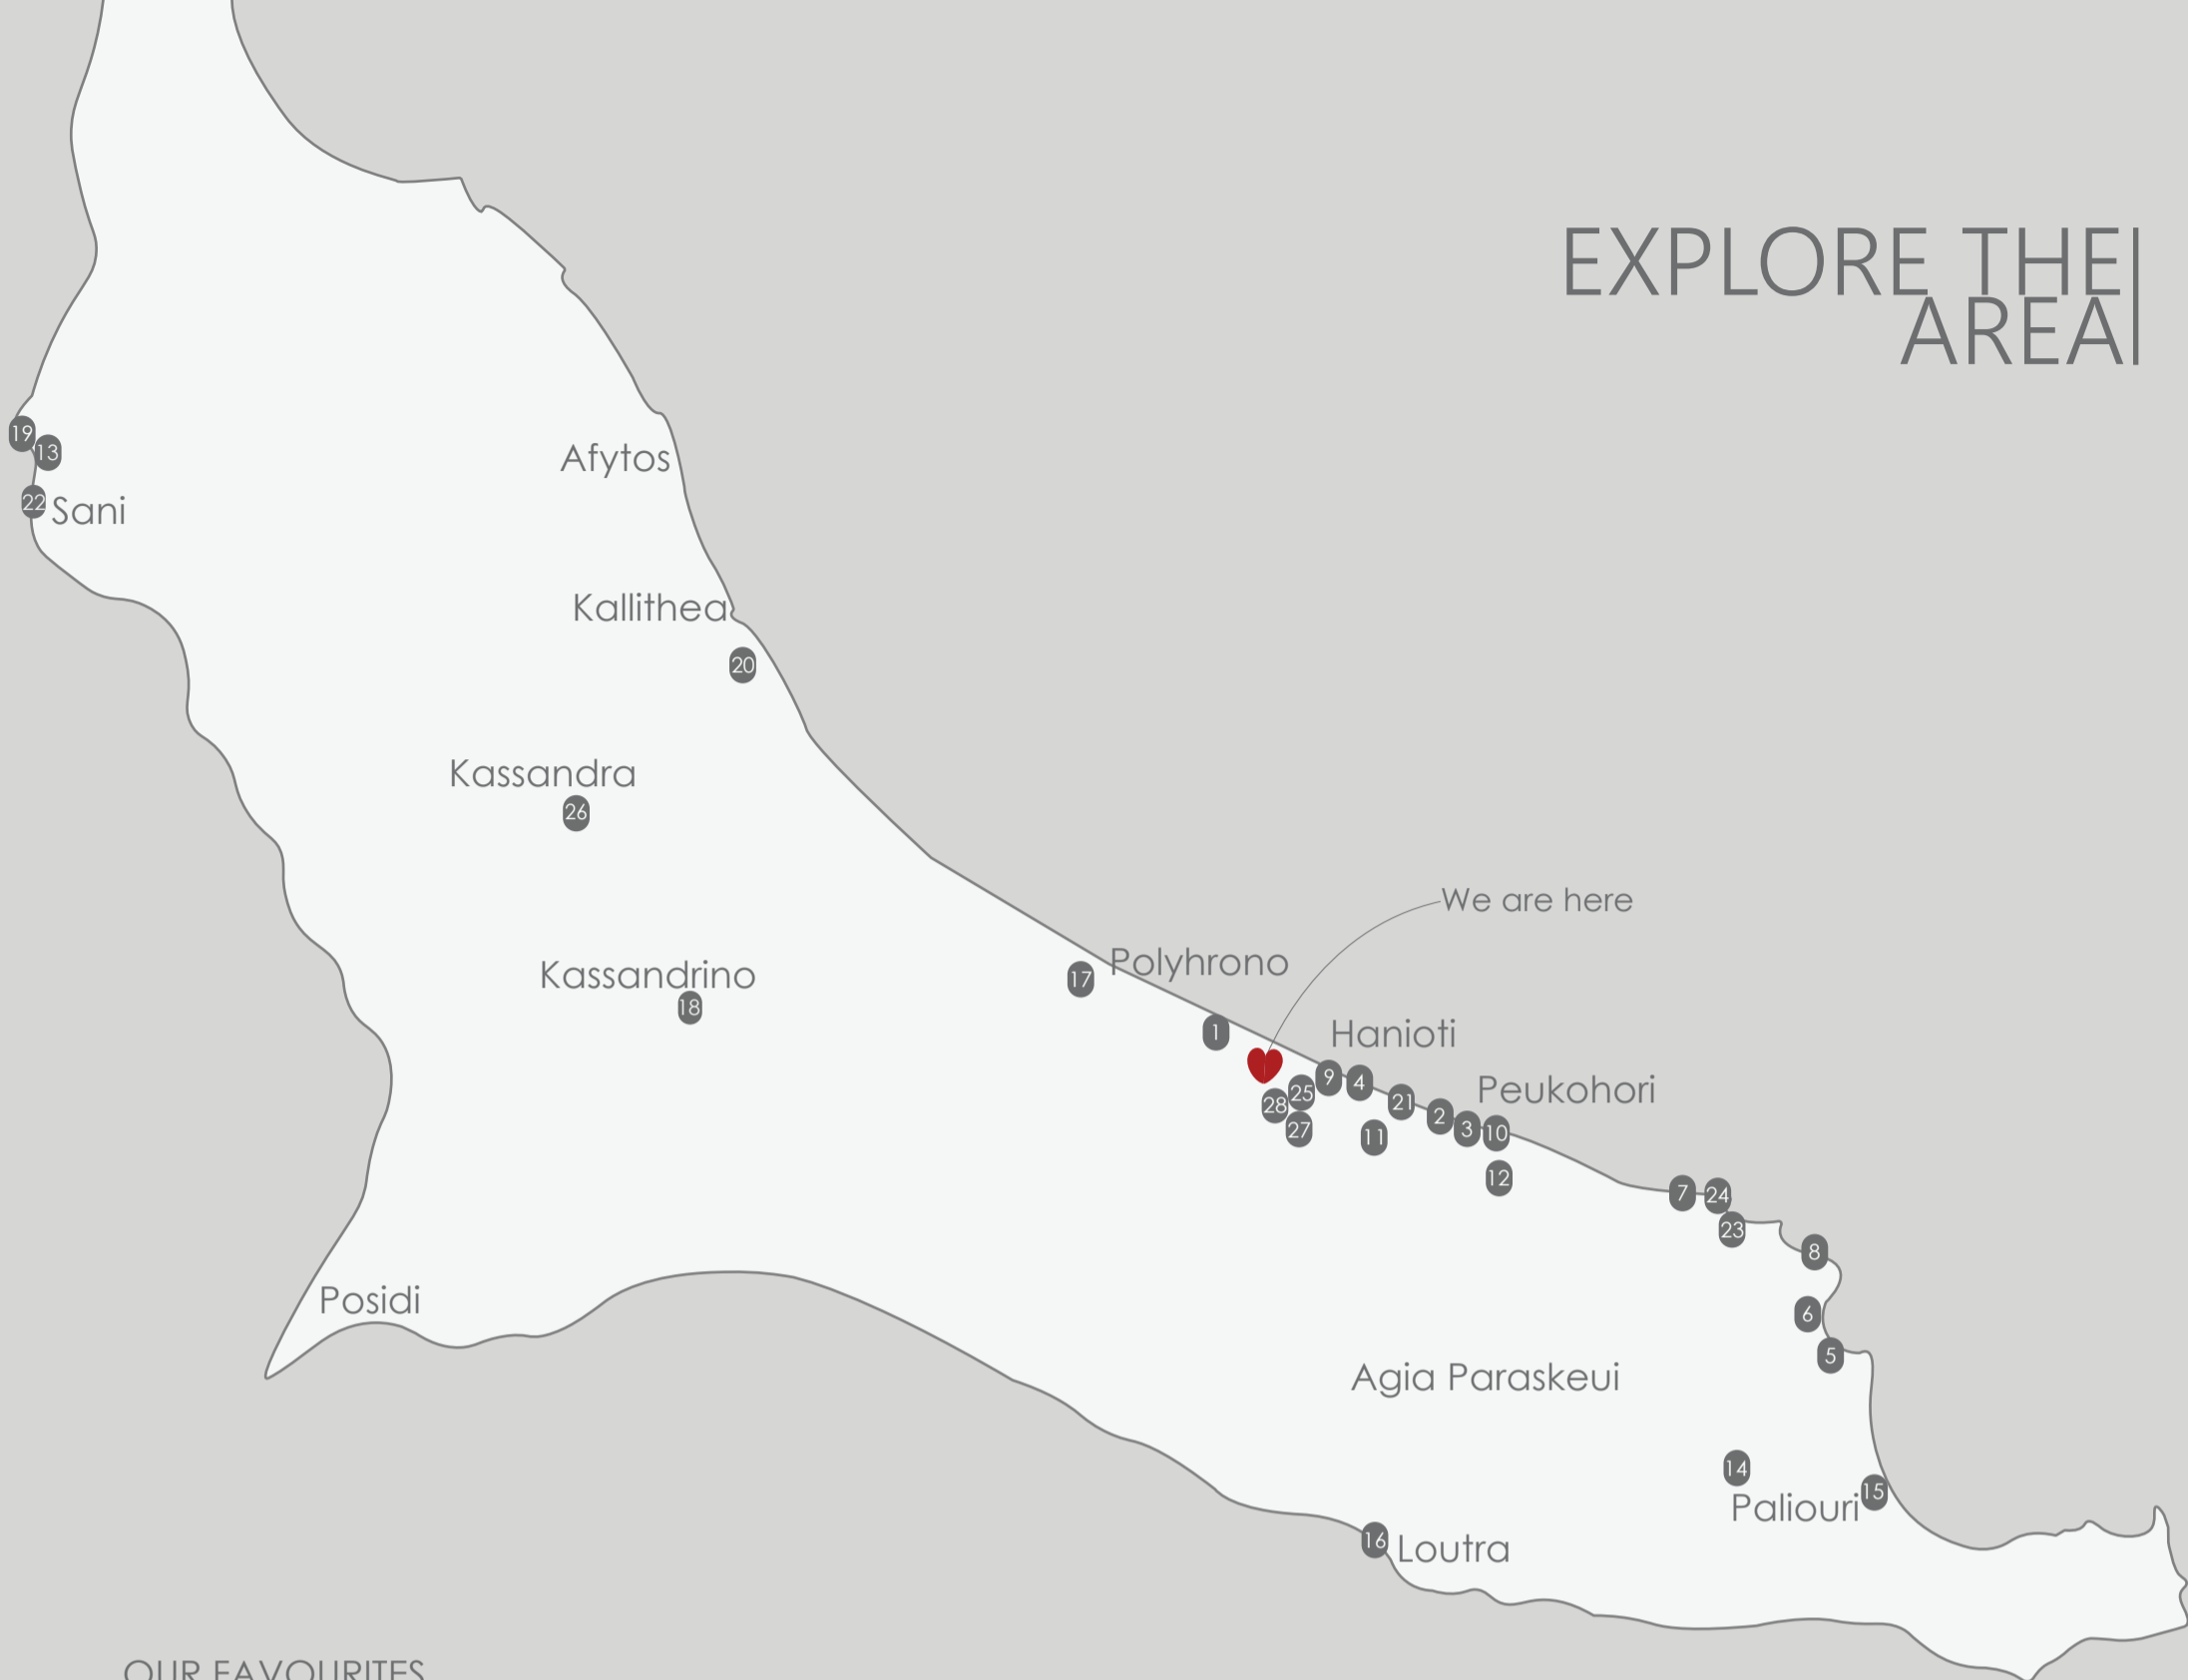 EXPLORE THE
AREA
19
13
Afytos
22 Sani
Kallithea
20
Kassandra
26
We are here
Polyhrono
Kassandrino
17
18
1
Hanioti
9
4
Peukohori
25
28
21
2
27
3
10
11
12
7
24
23
8
Posidi
6
5
Agia Paraskeui
14
15
Paliouri
16 Loutra
OUR FAVOURITES